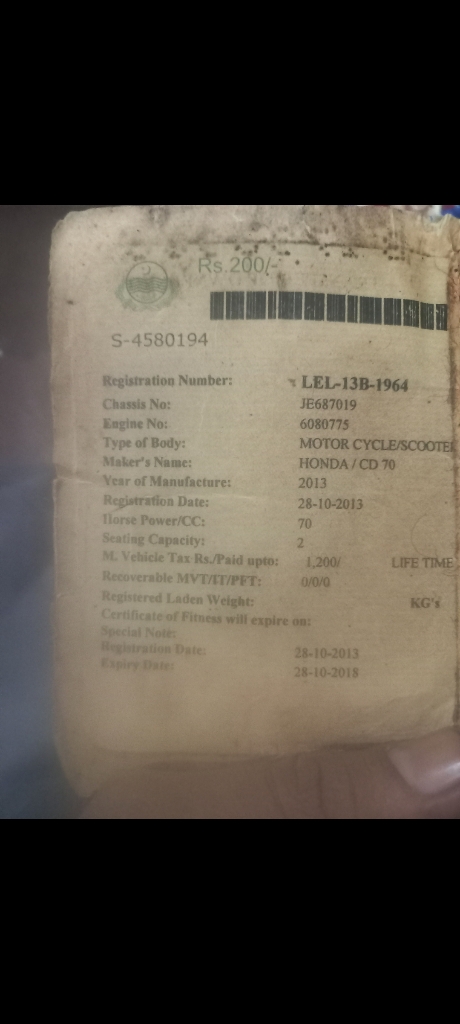 Rs.200/-
S-4580194
Registration Number: LEL-13B-1964
Chassis No: JE687019
Engine No: 6080775
Type of Body: MOTOR CYCLE/SCOOTE
Maker's Name: HONDA / CD 70
Year of Manufacture: 2013
Registration Date: 28-10-2013
Horse Power/CC: 70
Seating Capacity: 2
M. Vehicle Tax Rs./Paid upto: 1,200/ LIFE TIME
Recoverable MVT/IT/PFT: 0/0/0
Registered Laden Weight: KG's
Certificate of Fitness will expire on:
Special Note:
Registration Date: 28-10-2013
Expiry Date: 28-10-2018